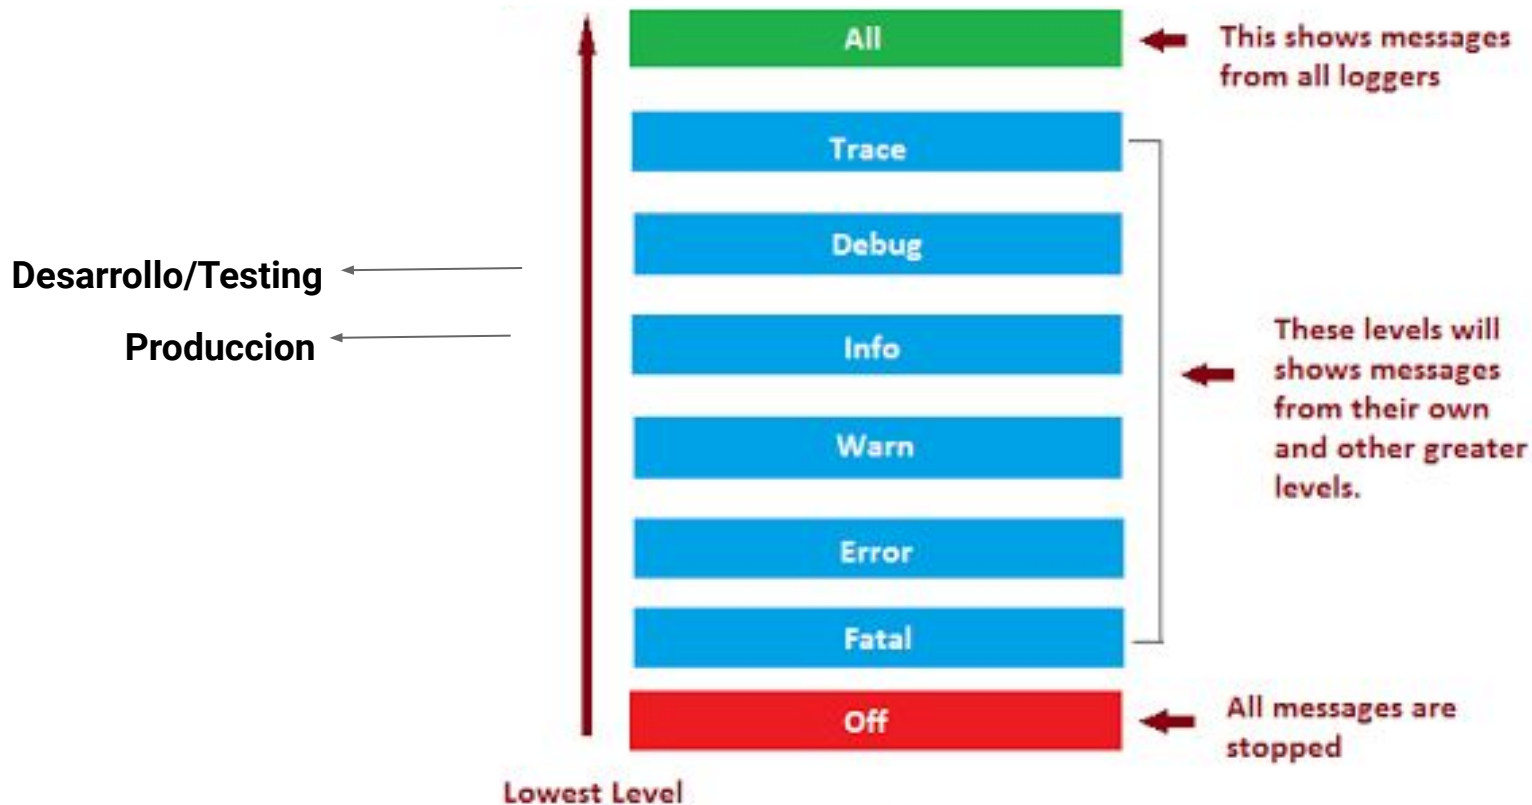 All
This shows messages
from all loggers
Trace
Debug
Desarrollo/Testing
Produccion
Info
These levels will
shows messages
from their own
and other greater
levels.
Warn
Error
Fatal
Off
All messages are
stopped
Lowest Level